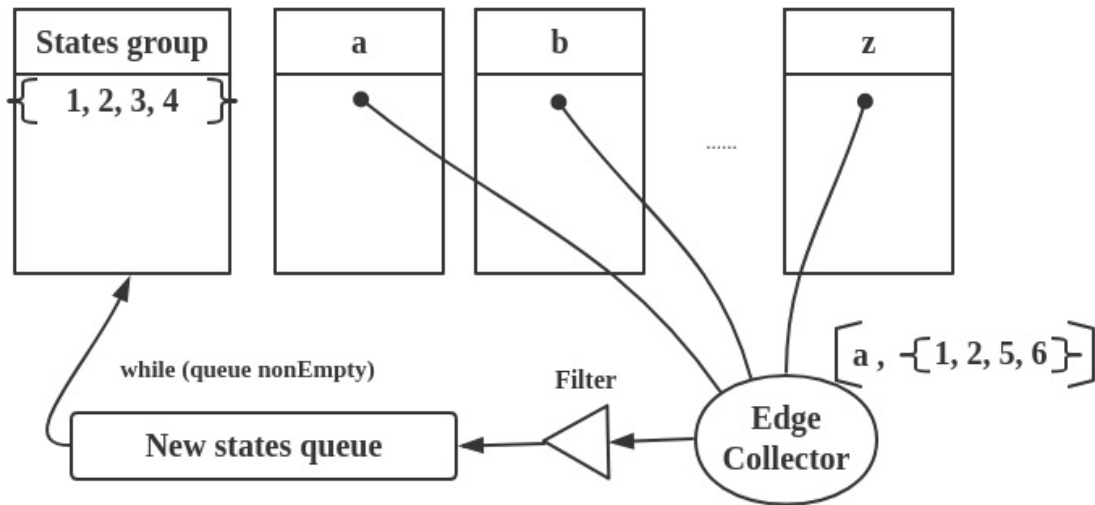 States group
a
b
z
{ 1, 2, 3, 4 }
......
[ a , { 1, 2, 5, 6 } ]
while (queue nonEmpty)
Filter
New states queue
Edge
Collector